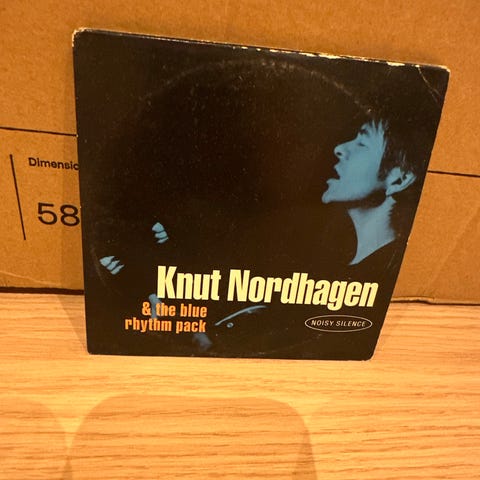 Dimensio
58
Knut Nordhagen
& the blue
rhythm pack
NOISY SILENCE